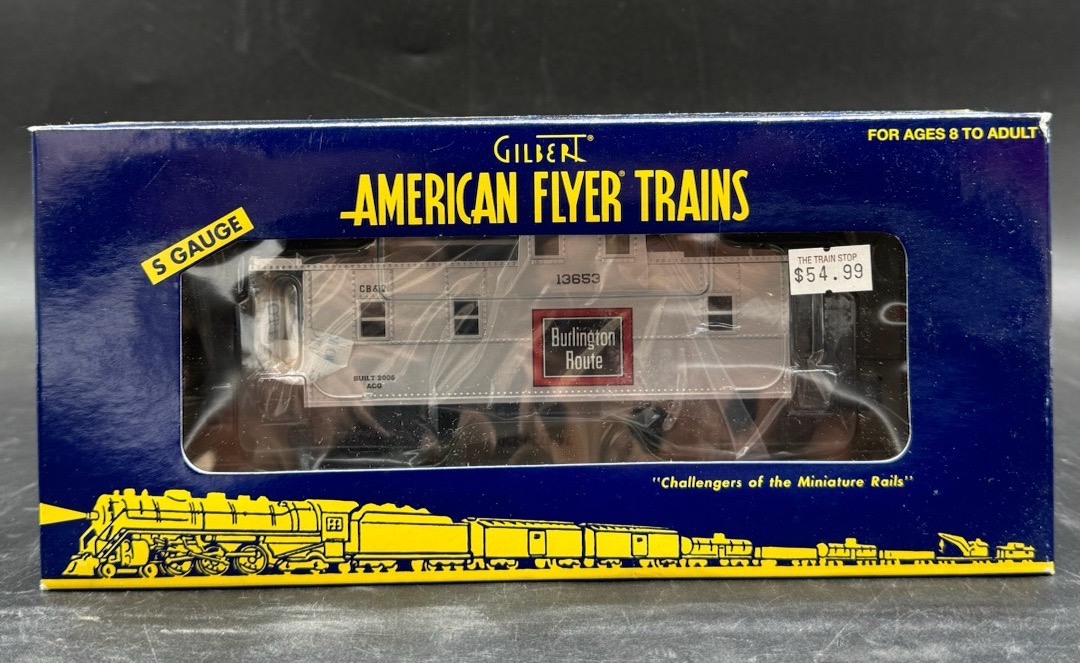 FOR AGES 8 TO ADULT
GILBERT®
AMERICAN FLYER® TRAINS
S GAUGE
THE TRAIN STOP
$54.99
13653
CB&Q
Burlington
Route
BUILT 2005
ACG
"Challengers of the Miniature Rails"